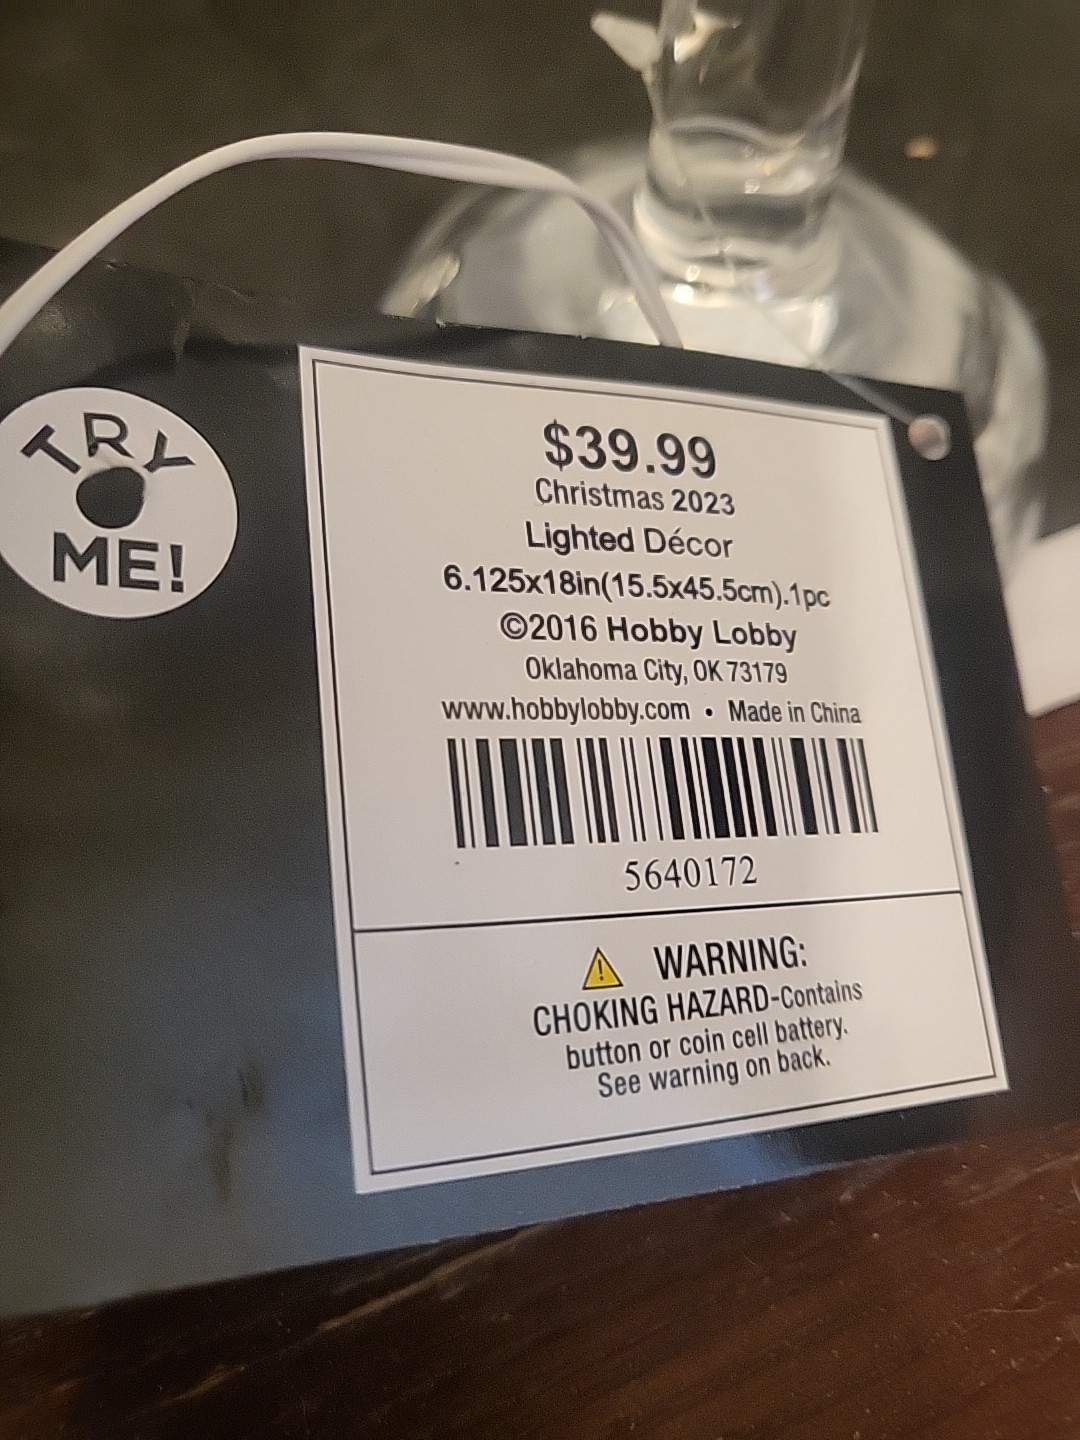 TRY
ME!
$39.99
Christmas 2023
Lighted Décor
6.125x18in(15.5x45.5cm).1pc
©2016 Hobby Lobby
Oklahoma City, OK 73179
www.hobbylobby.com • Made in China
5640172
WARNING:
CHOKING HAZARD-Contains
button or coin cell battery.
See warning on back.